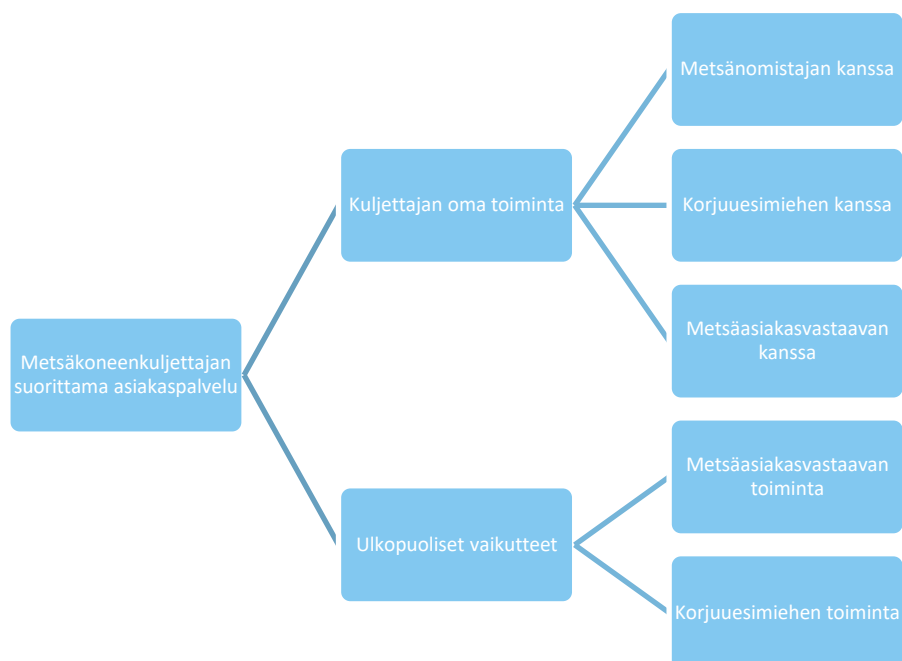 Metsäkoneenkuljettajan
suorittama asiakaspalvelu
Kuljettajan oma toiminta
Metsänomistajan kanssa
Korjuuesimiehen kanssa
Metsäasiakasvastaavan
kanssa
Ulkopuoliset vaikutteet
Metsäasiakasvastaavan
toiminta
Korjuuesimiehen toiminta